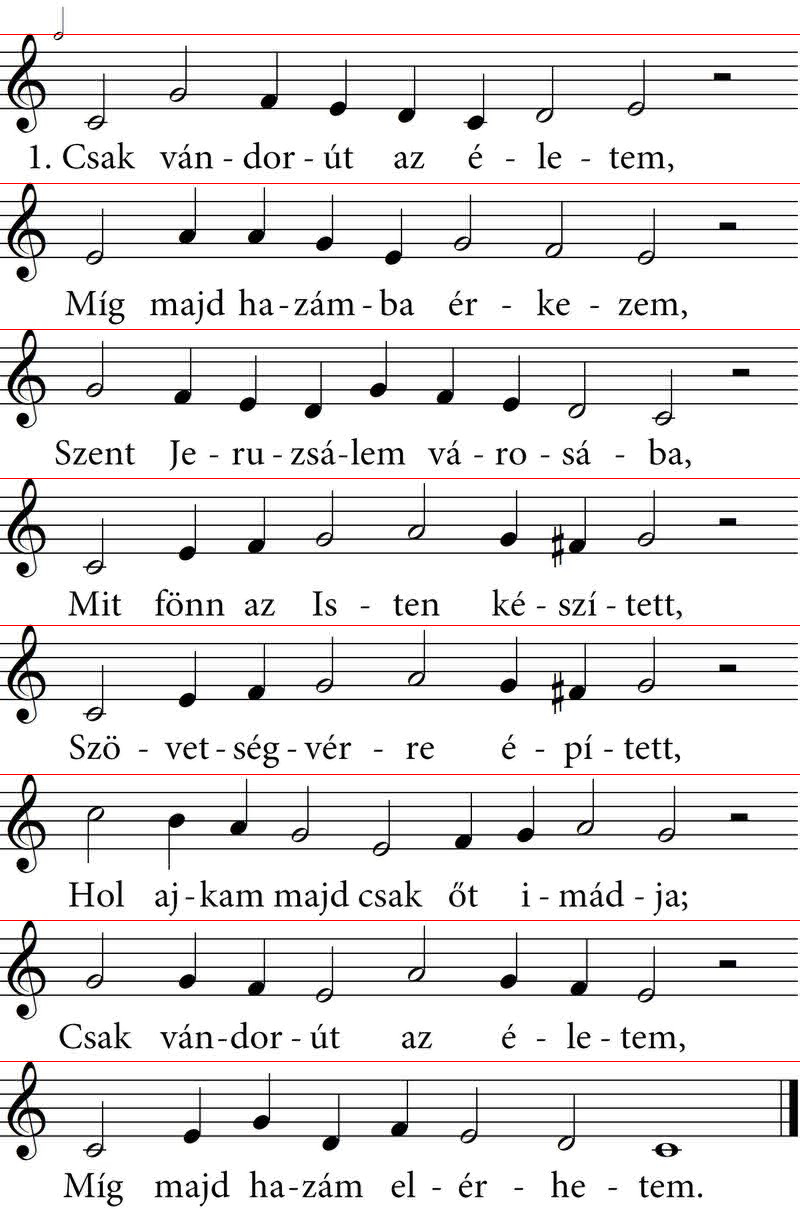 1. Csak ván - dor - út az é - le - tem,
Míg majd ha - zám - ba ér - ke - zem,
Szent Je - ru - zsá - lem vá - ro - sá - ba,
Mit fönn az Is - ten ké - szí - tett,
Szö - vet - ség - vér - re é - pí - tett,
Hol aj - kam majd csak őt i - mád - ja;
Csak ván - dor - út az é - le - tem,
Míg majd ha - zám el - ér - he - tem.